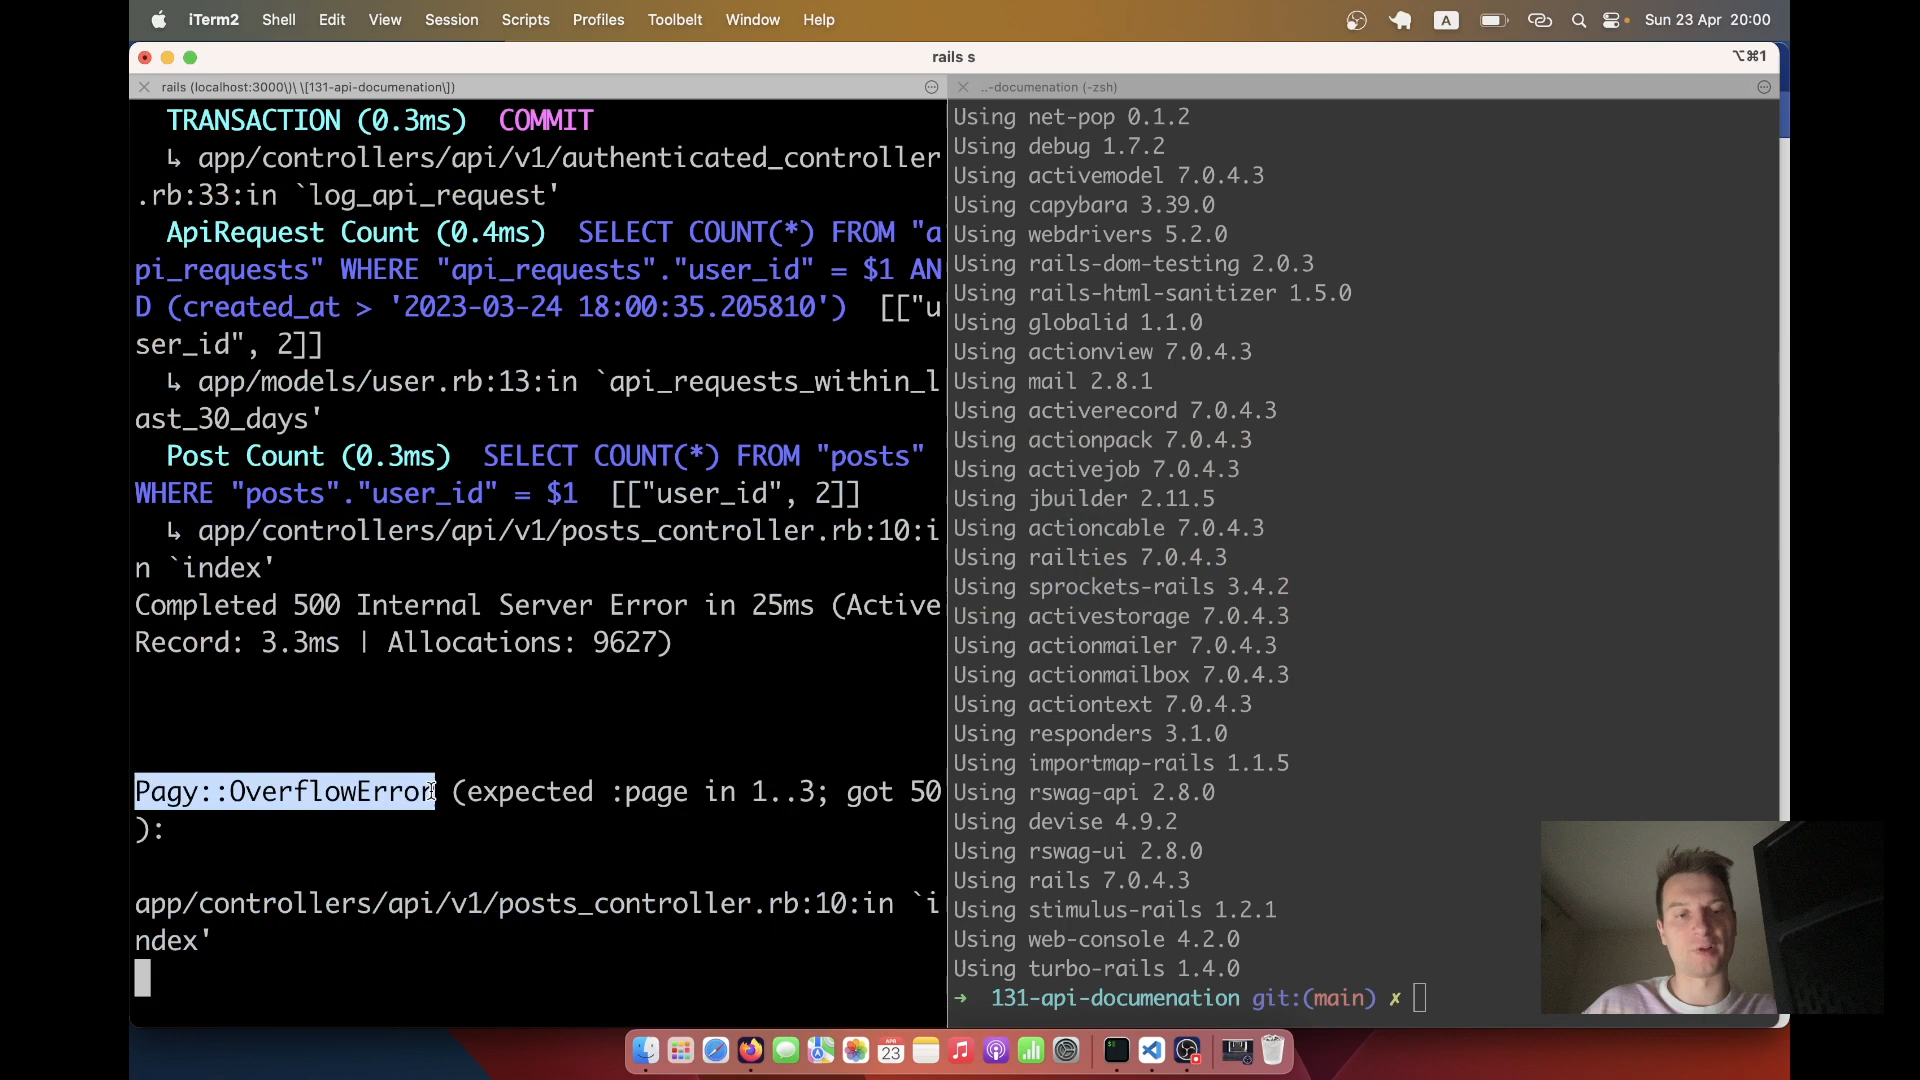 iTerm2 Shell Edit View Session Scripts Profiles Toolbelt Window Help A Sun 23 Apr 20:00
rails s
⌥⌘1
rails (localhost:3000\)\ \[131-api-documenation\])
TRANSACTION (0.3ms)  COMMIT
↳ app/controllers/api/v1/authenticated_controller
.rb:33:in `log_api_request'
ApiRequest Count (0.4ms)  SELECT COUNT(*) FROM "a
pi_requests" WHERE "api_requests"."user_id" = $1 AN
D (created_at > '2023-03-24 18:00:35.205810')  [["u
ser_id", 2]]
↳ app/models/user.rb:13:in `api_requests_within_l
ast_30_days'
Post Count (0.3ms)  SELECT COUNT(*) FROM "posts"
WHERE "posts"."user_id" = $1  [["user_id", 2]]
↳ app/controllers/api/v1/posts_controller.rb:10:i
n `index'
Completed 500 Internal Server Error in 25ms (Active
Record: 3.3ms | Allocations: 9627)
Pagy::OverflowError (expected :page in 1..3; got 50
):
app/controllers/api/v1/posts_controller.rb:10:in `i
ndex'
..-documenation (-zsh)
Using net-pop 0.1.2
Using debug 1.7.2
Using activemodel 7.0.4.3
Using capybara 3.39.0
Using webdrivers 5.2.0
Using rails-dom-testing 2.0.3
Using rails-html-sanitizer 1.5.0
Using globalid 1.1.0
Using actionview 7.0.4.3
Using mail 2.8.1
Using activerecord 7.0.4.3
Using actionpack 7.0.4.3
Using activejob 7.0.4.3
Using jbuilder 2.11.5
Using actioncable 7.0.4.3
Using railties 7.0.4.3
Using sprockets-rails 3.4.2
Using activestorage 7.0.4.3
Using actionmailer 7.0.4.3
Using actionmailbox 7.0.4.3
Using actiontext 7.0.4.3
Using responders 3.1.0
Using importmap-rails 1.1.5
Using rswag-api 2.8.0
Using devise 4.9.2
Using rswag-ui 2.8.0
Using rails 7.0.4.3
Using stimulus-rails 1.2.1
Using web-console 4.2.0
Using turbo-rails 1.4.0
➜  131-api-documenation git:(main) ✗
APR
23